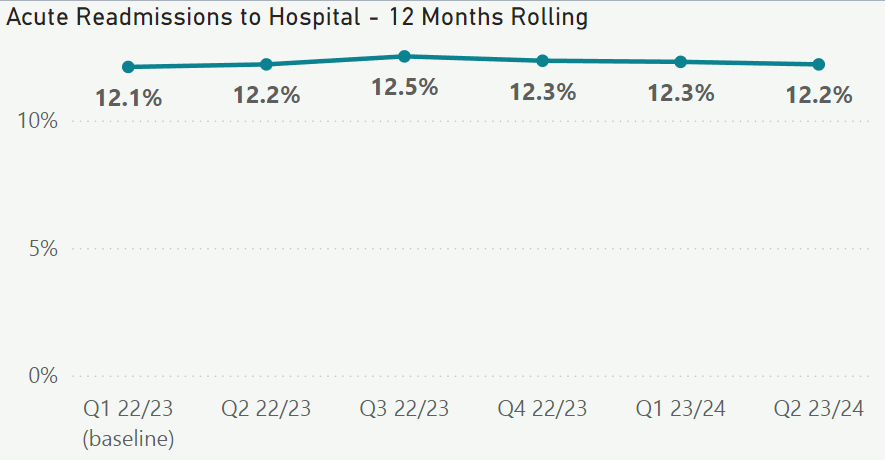 Acute Readmissions to Hospital - 12 Months Rolling
12.1%
12.2%
12.5%
12.3%
12.3%
12.2%
10%
5%
0%
Q1 22/23
(baseline)
Q2 22/23
Q3 22/23
Q4 22/23
Q1 23/24
Q2 23/24